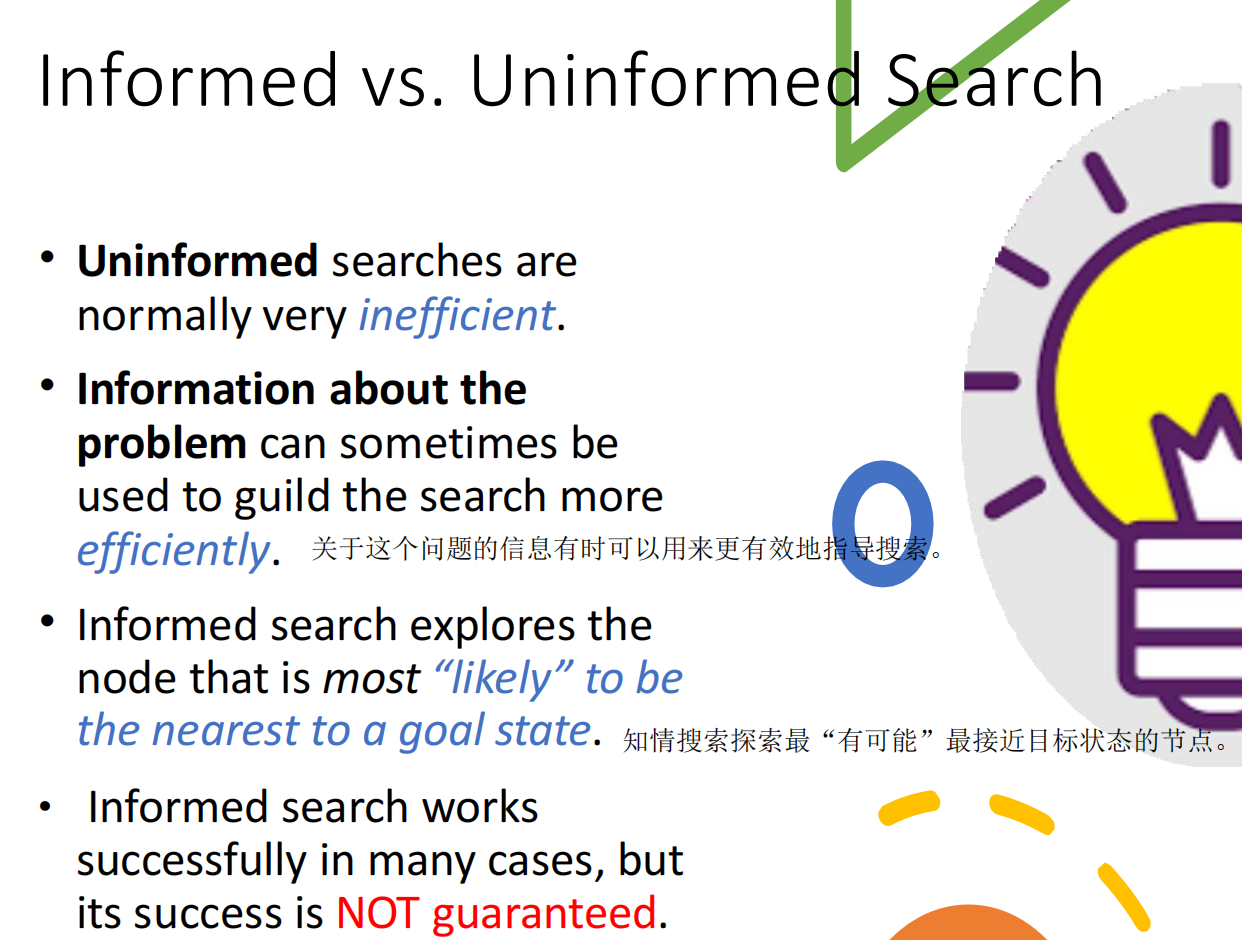 Informed vs. Uninformed Search
• Uninformed searches are
normally very inefficient.
• Information about the
problem can sometimes be
used to guild the search more
efficiently. 关于这个问题的信息有时可以用来更有效地指导搜索。
• Informed search explores the
node that is most “likely” to be
the nearest to a goal state. 知情搜索探索最“有可能”最接近目标状态的节点。
• Informed search works
successfully in many cases, but
its success is NOT guaranteed.